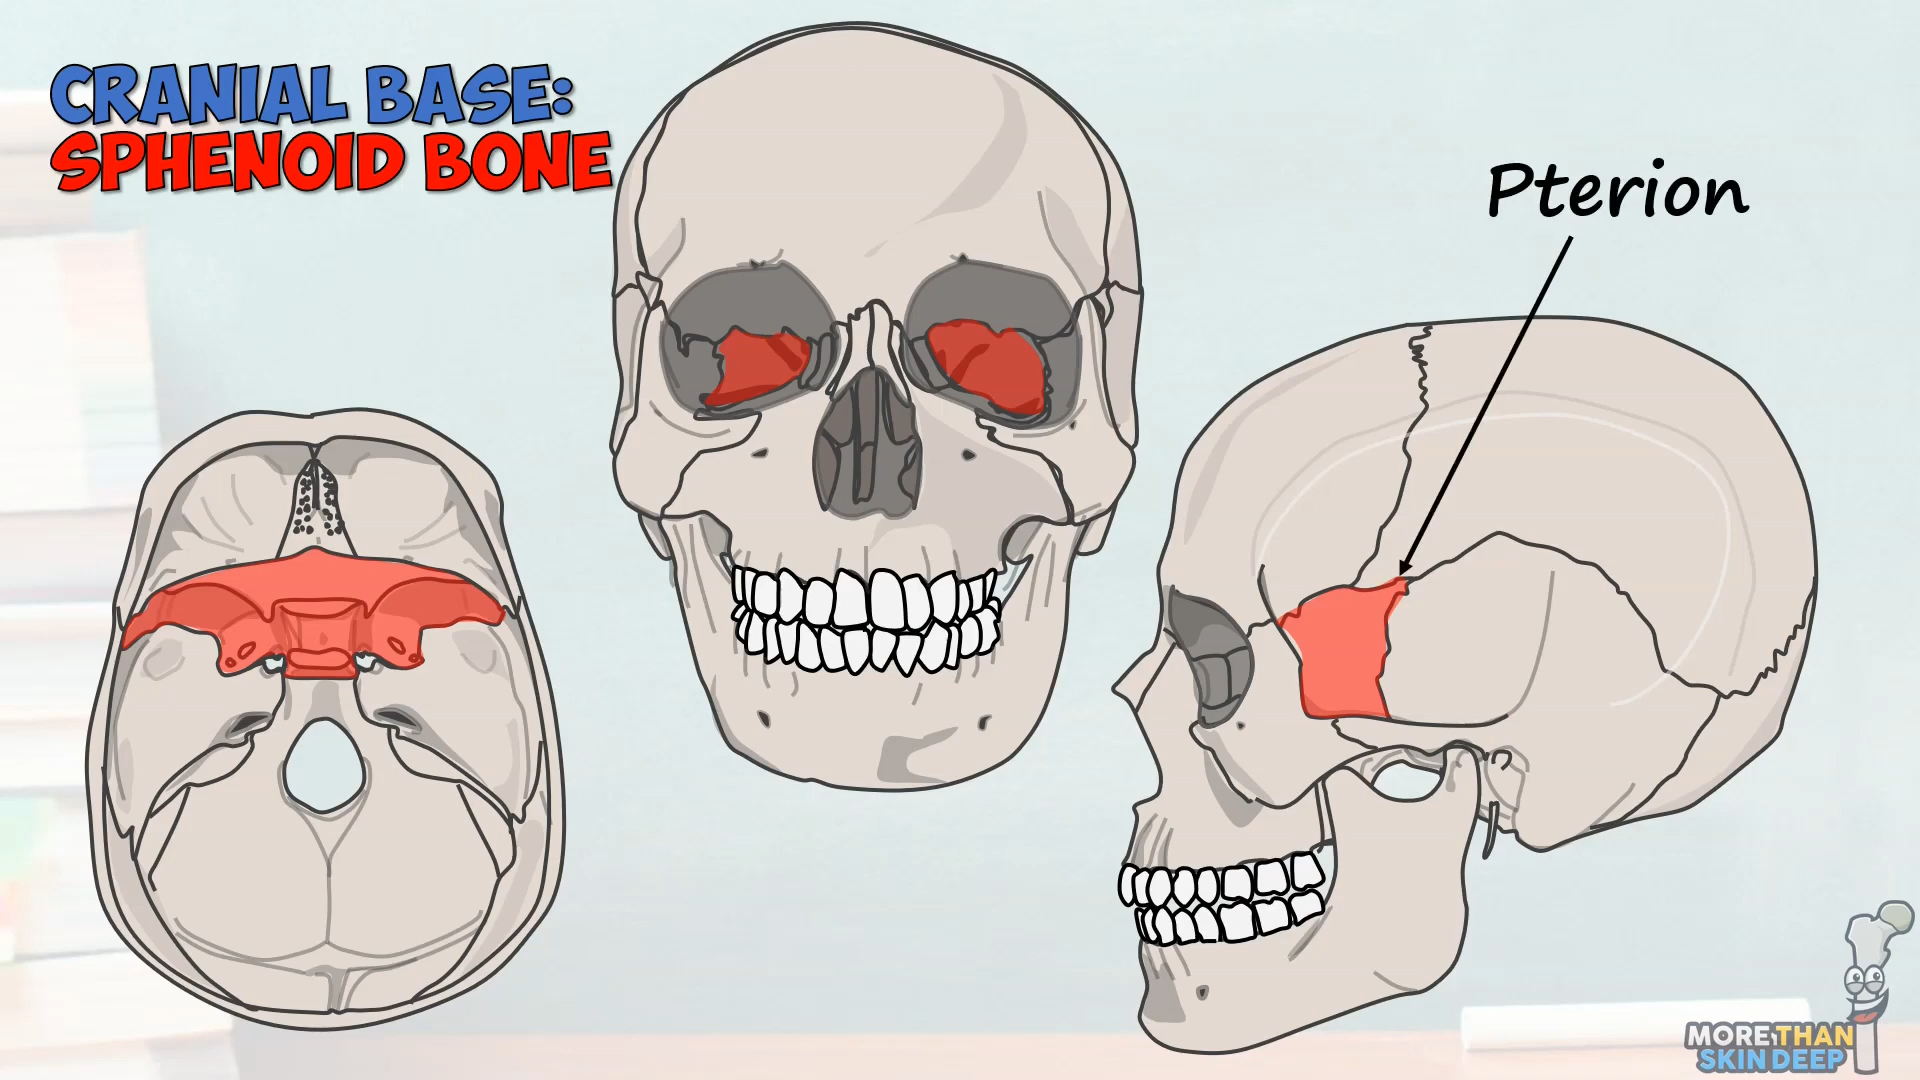 CRANIAL BASE:
SPHENOID BONE
Pterion
MORE THAN
SKIN DEEP